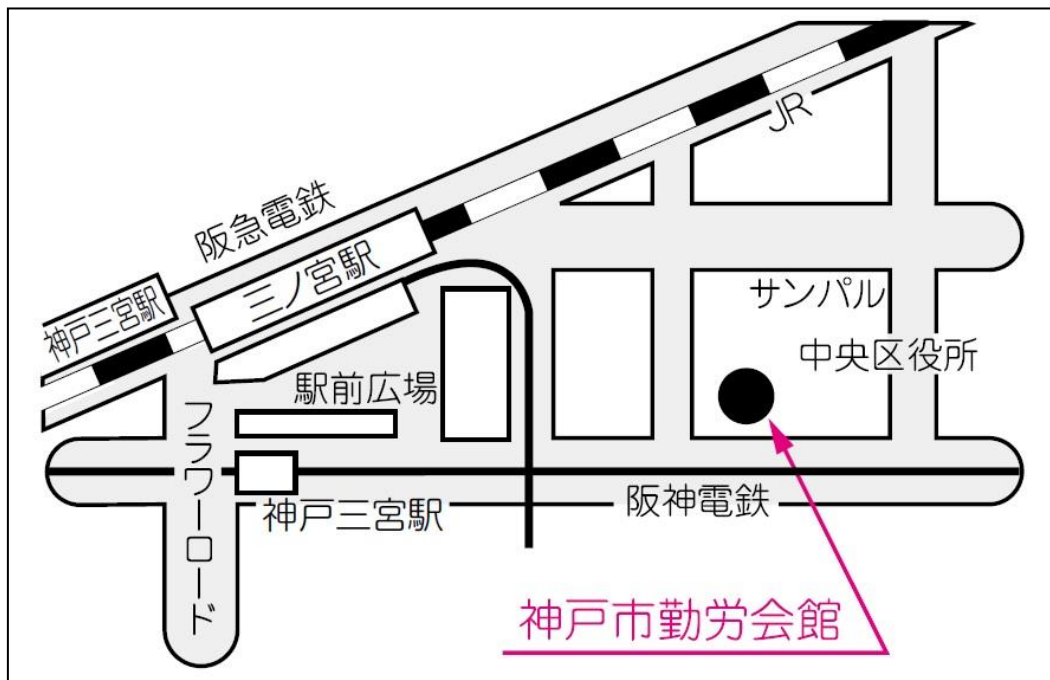 JR
阪急電鉄
三ノ宮駅
神戸三宮駅
サンパル
中央区役所
駅前広場
フラワーロード
神戸三宮駅
阪神電鉄
神戸市勤労会館